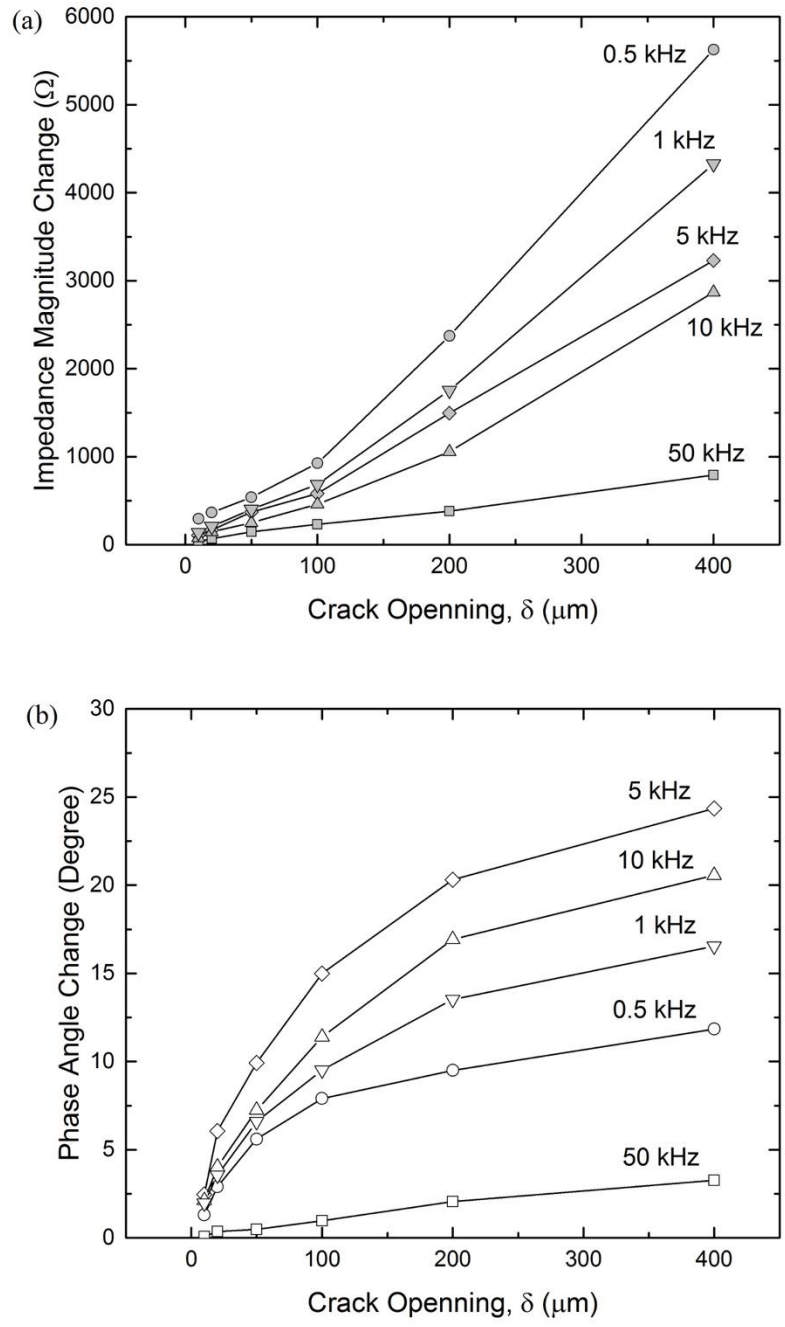 (a)
6000
5000
4000
3000
2000
1000
0
Impedance Magnitude Change (Ω)
0.5 kHz
1 kHz
5 kHz
10 kHz
50 kHz
0 100 200 300 400
Crack Openning, δ (μm)
(b)
30
25
20
15
10
5
0
Phase Angle Change (Degree)
5 kHz
10 kHz
1 kHz
0.5 kHz
50 kHz
0 100 200 300 400
Crack Openning, δ (μm)